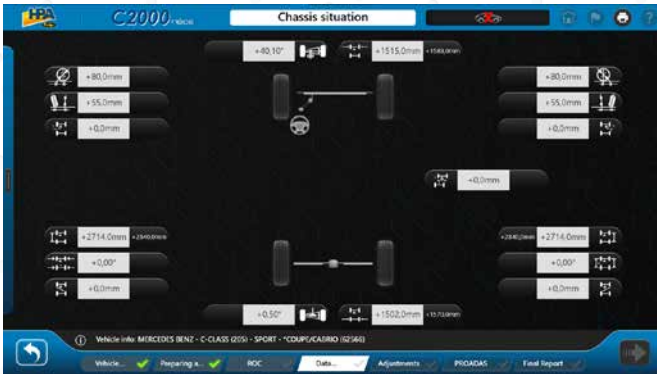 HPA
C2000
Chassis situation
+40,10°
+1515,0mm
+80,0mm
+80,0mm
+55,0mm
+55,0mm
+0,0mm
+0,0mm
+0,0mm
+2714,0mm
+2714,0mm
+0,00°
+0,00°
+0,0mm
+0,0mm
+0,50°
+1502,0mm
Vehicle info: MERCEDES BENZ - C-CLASS (205) - SPORT - *COUPE/CABRIO (62566)
Vehicle... Preparing a... ROC Data... Adjustments PROADAS Final Report